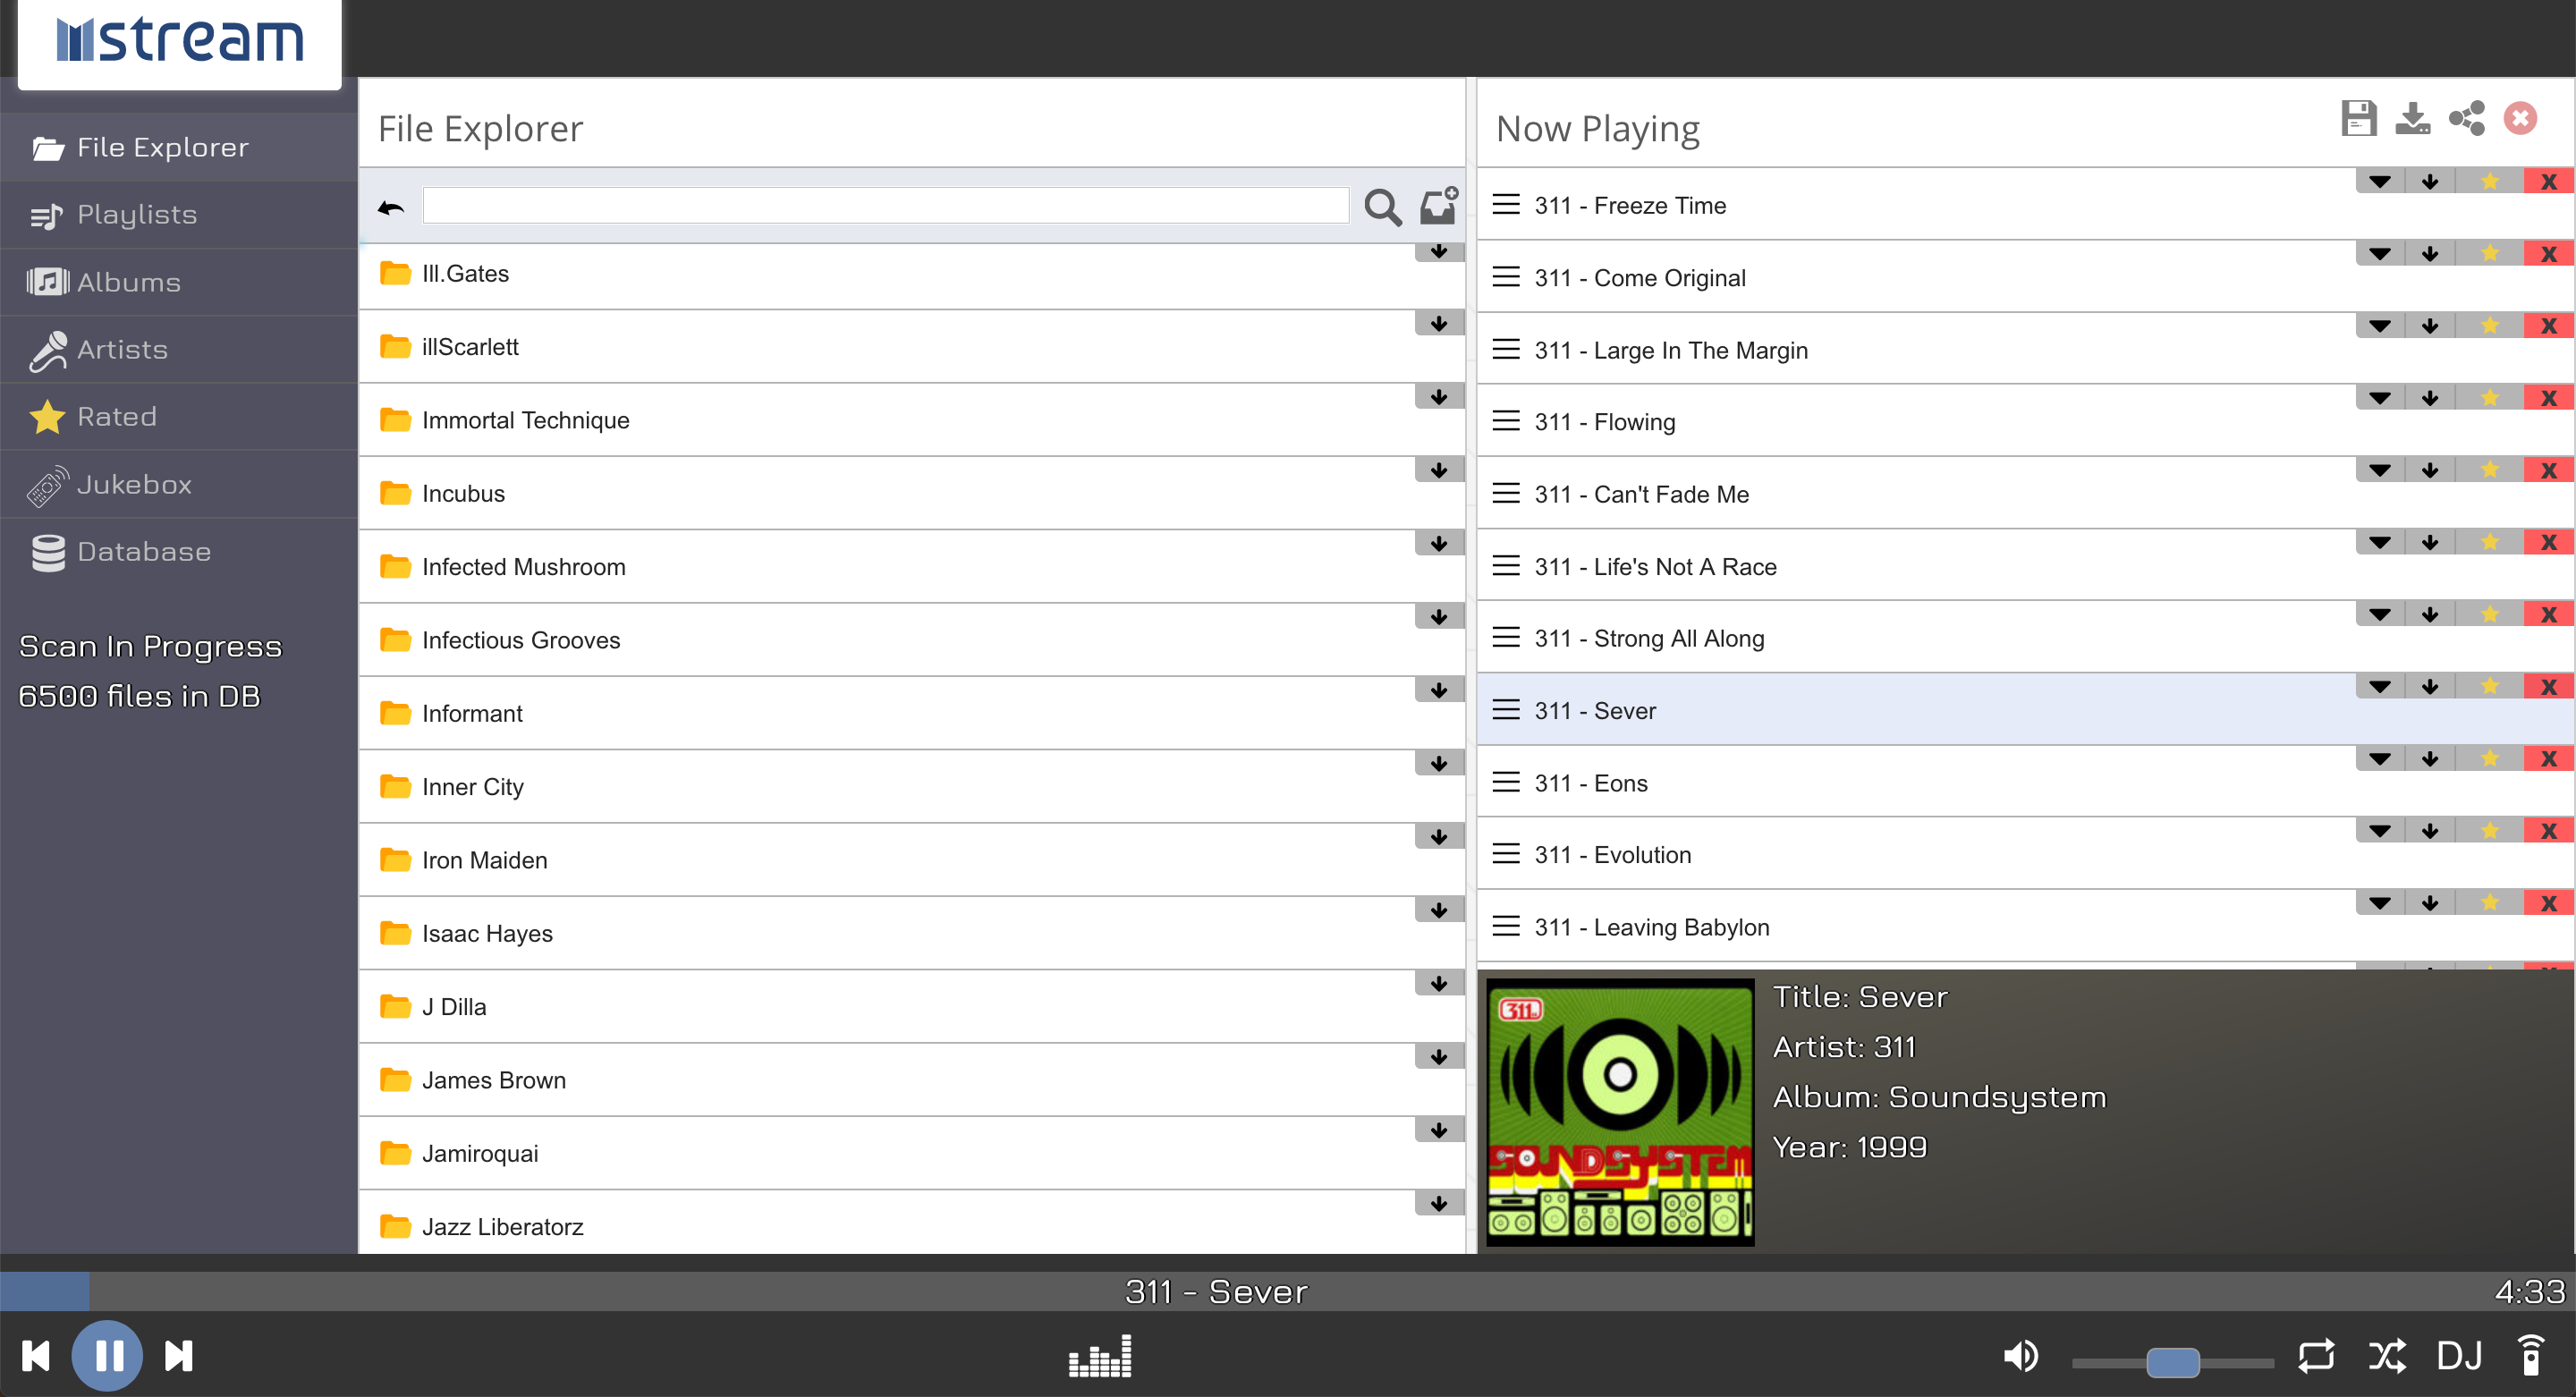 mstream
File Explorer
Playlists
Albums
Artists
Rated
Jukebox
Database
Scan In Progress
6500 files in DB
File Explorer
Ill.Gates
illScarlett
Immortal Technique
Incubus
Infected Mushroom
Infectious Grooves
Informant
Inner City
Iron Maiden
Isaac Hayes
J Dilla
James Brown
Jamiroquai
Jazz Liberatorz
Now Playing
311 - Freeze Time
X
311 - Come Original
X
311 - Large In The Margin
X
311 - Flowing
X
311 - Can't Fade Me
X
311 - Life's Not A Race
X
311 - Strong All Along
X
311 - Sever
X
311 - Eons
X
311 - Evolution
X
311 - Leaving Babylon
X
311
SOUNDSYSTEM
Title: Sever
Artist: 311
Album: Soundsystem
Year: 1999
311 - Sever
4:33
DJ